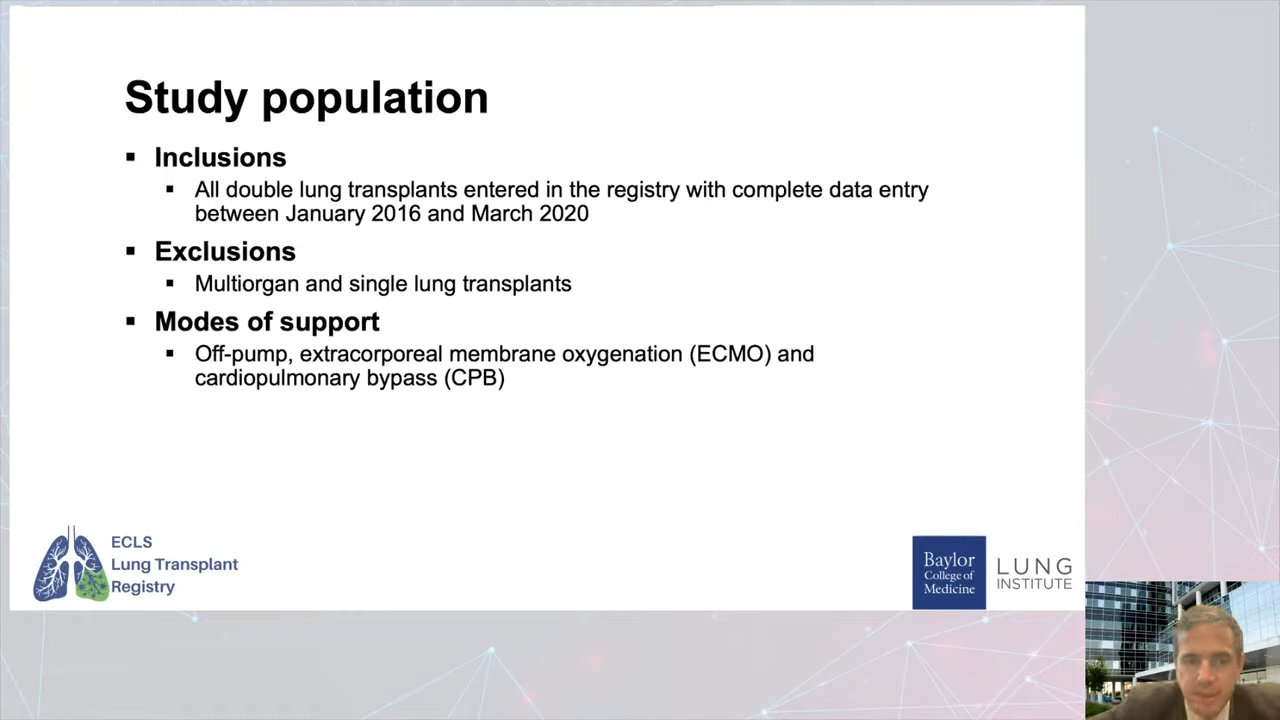 Study population
▪ Inclusions
▪ All double lung transplants entered in the registry with complete data entry
between January 2016 and March 2020
▪ Exclusions
▪ Multiorgan and single lung transplants
▪ Modes of support
▪ Off-pump, extracorporeal membrane oxygenation (ECMO) and
cardiopulmonary bypass (CPB)
ECLS
Lung Transplant
Registry
Baylor
College of
Medicine
LUNG
INSTITUTE